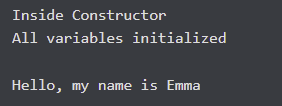 Inside Constructor
All variables initialized
Hello, my name is Emma